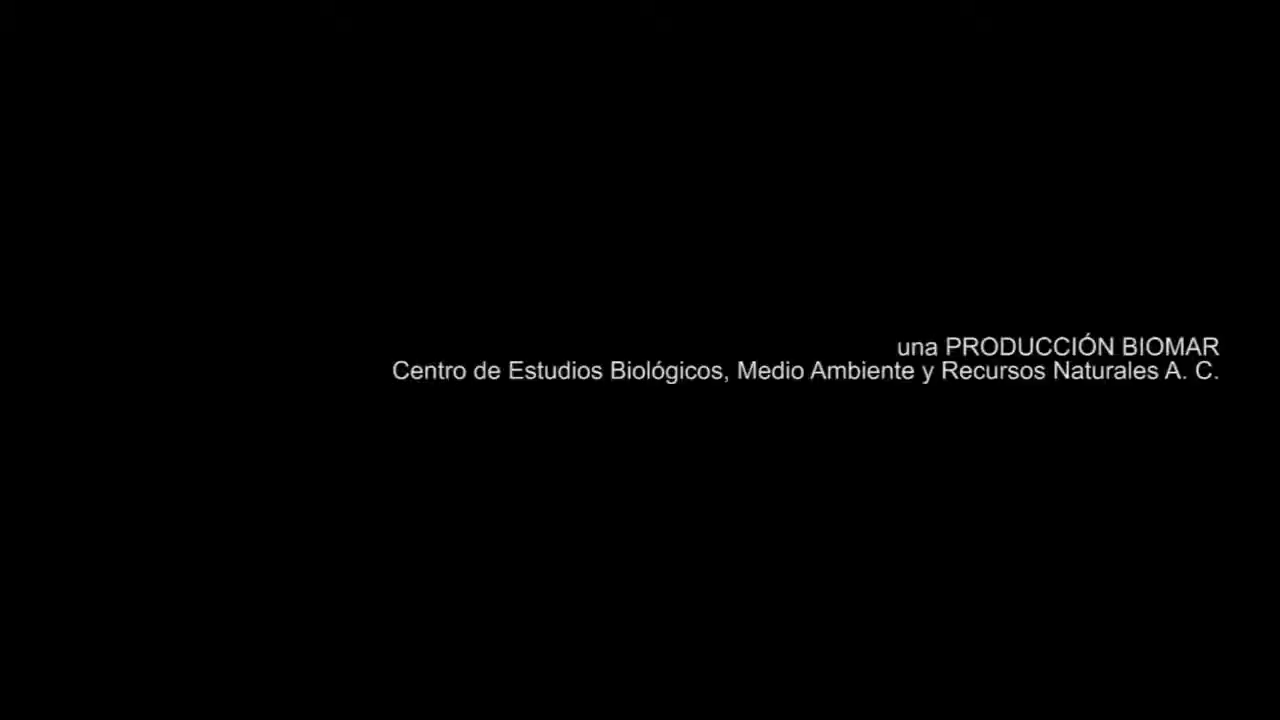 una PRODUCCIÓN BIOMAR
Centro de Estudios Biológicos, Medio Ambiente y Recursos Naturales A. C.